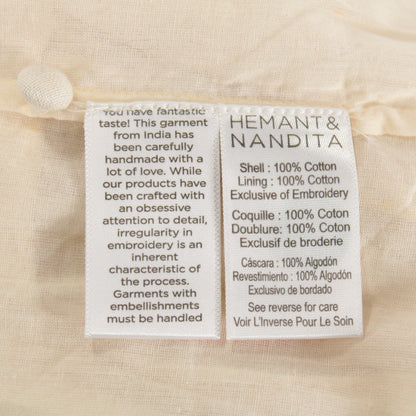 You have fantastic
taste! This garment
from India has
been carefully
handmade with a
lot of love. While
our products have
been crafted with
an obsessive
attention to detail,
irregularity in
embroidery is an
inherent
characteristic of
the process.
Garments with
embellishments
must be handled
HEMANT &
NANDITA
Shell : 100% Cotton
Lining : 100% Cotton
Exclusive of Embroidery
Coquille : 100% Coton
Doublure: 100% Coton
Exclusif de broderie
Cáscara : 100% Algodón
Revestimiento : 100% Algodón
Exclusivo de bordado
See reverse for care
Voir L'Inverse Pour Le Soin